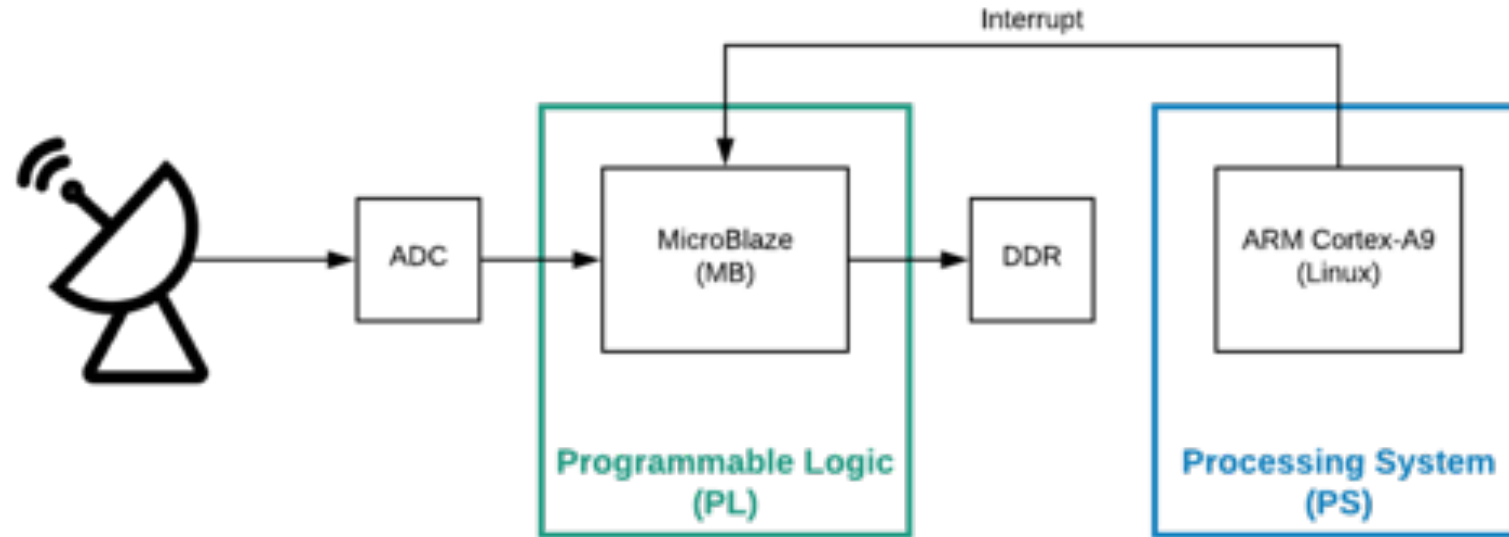 Interrupt
ADC
MicroBlaze
(MB)
DDR
ARM Cortex-A9
(Linux)
Programmable Logic
(PL)
Processing System
(PS)